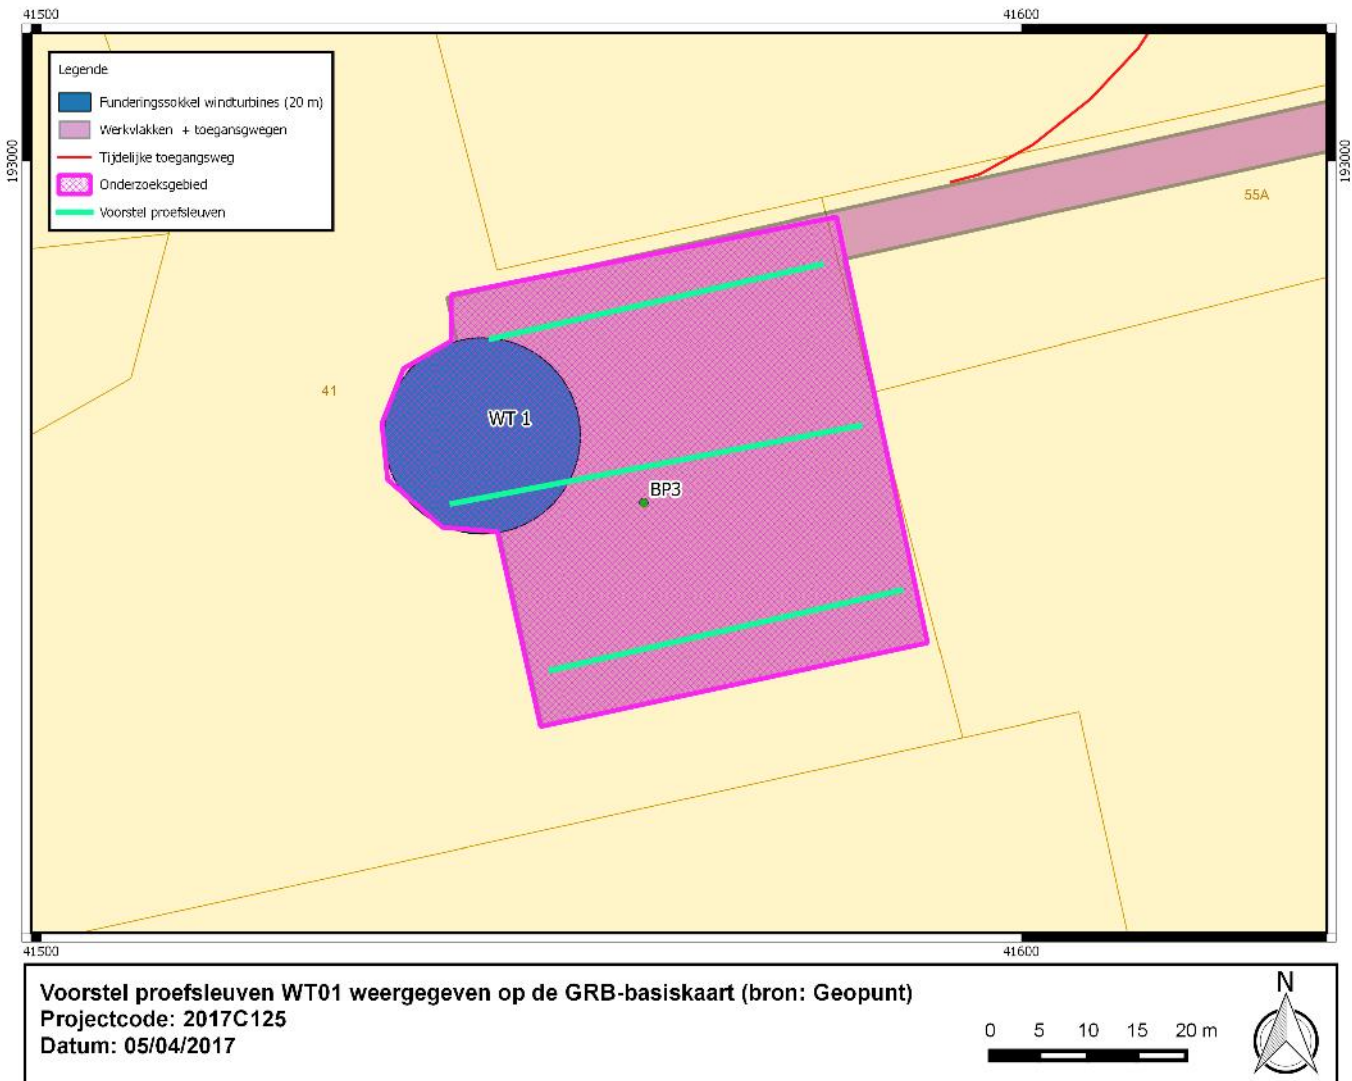 41500 41600
Legende
Funderingssokkel windturbines (20 m)
Werkvlakken + toegansgwegen
Tijdelijke toegangsweg
Onderzoeksgebied
Voorstel proefsleuven
193000 193000
55A
41
WT 1
BP3
41500 41600
Voorstel proefsleuven WT01 weergegeven op de GRB-basiskaart (bron: Geopunt)
Projectcode: 2017C125
Datum: 05/04/2017
0 5 10 15 20 m
N